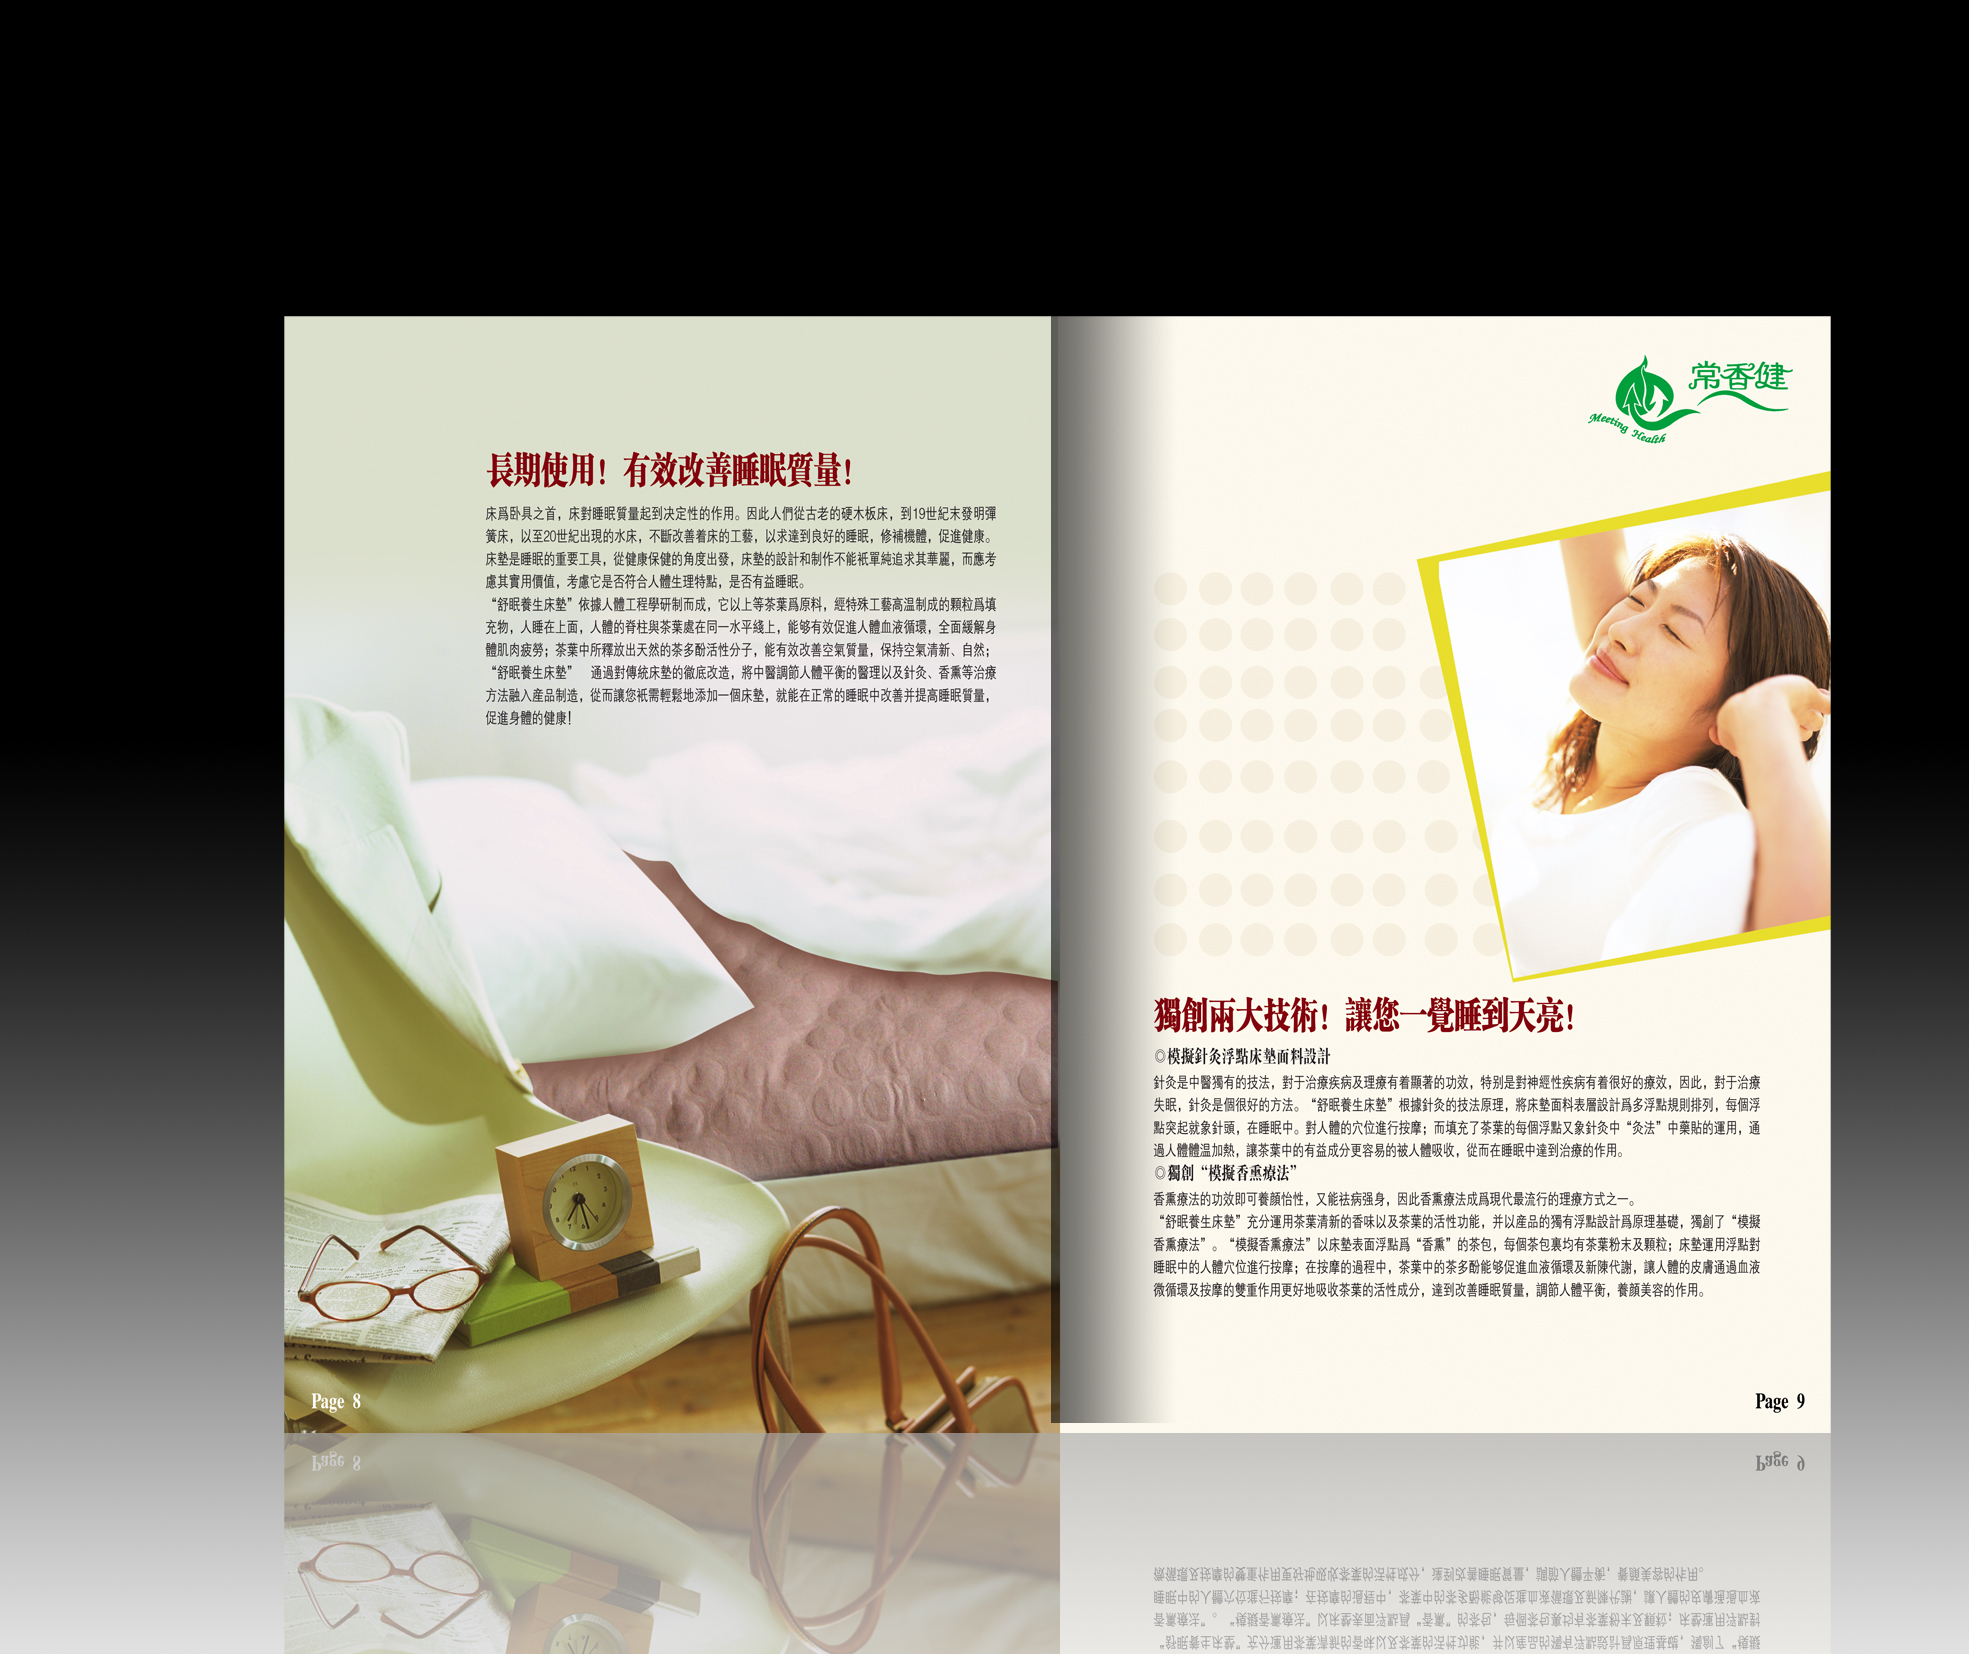 長期使用！有效改善睡眠質量！
床爲卧具之首，床對睡眠質量起到决定性的作用。因此人們從古老的硬木板床，到19世紀末發明彈
簧床，以至20世紀出現的水床，不斷改善着床的工藝，以求達到良好的睡眠，修補機體，促進健康。
床墊是睡眠的重要工具，從健康保健的角度出發，床墊的設計和制作不能衹單純追求其華麗，而應考
慮其實用價值，考慮它是否符合人體生理特點，是否有益睡眠。
“舒眠養生床墊”依據人體工程學研制而成，它以上等茶葉爲原料，經特殊工藝高温制成的顆粒爲填
充物，人睡在上面，人體的脊柱與茶葉處在同一水平綫上，能够有效促進人體血液循環，全面緩解身
體肌肉疲勞；茶葉中所釋放出天然的茶多酚活性分子，能有效改善空氣質量，保持空氣清新、自然；
“舒眠養生床墊” 通過對傳統床墊的徹底改造，將中醫調節人體平衡的醫理以及針灸、香熏等治療
方法融入産品制造，從而讓您衹需輕鬆地添加一個床墊，就能在正常的睡眠中改善并提高睡眠質量，
促進身體的健康！
Page 8
常香健
Meeting Health
獨創兩大技術！讓您一覺睡到天亮！
◎模擬針灸浮點床墊面料設計
針灸是中醫獨有的技法，對于治療疾病及理療有着顯著的功效，特别是對神經性疾病有着很好的療效，因此，對于治療
失眠，針灸是個很好的方法。“舒眠養生床墊”根據針灸的技法原理，將床墊面料表層設計爲多浮點規則排列，每個浮
點突起就象針頭，在睡眠中。對人體的穴位進行按摩；而填充了茶葉的每個浮點又象針灸中“灸法”中藥貼的運用，通
過人體體温加熱，讓茶葉中的有益成分更容易的被人體吸收，從而在睡眠中達到治療的作用。
◎獨創“模擬香熏療法”
香熏療法的功效即可養顔怡性，又能祛病强身，因此香熏療法成爲現代最流行的理療方式之一。
“舒眠養生床墊”充分運用茶葉清新的香味以及茶葉的活性功能，并以産品的獨有浮點設計爲原理基礎，獨創了“模擬
香熏療法”。“模擬香熏療法”以床墊表面浮點爲“香熏”的茶包，每個茶包裏均有茶葉粉末及顆粒；床墊運用浮點對
睡眠中的人體穴位進行按摩；在按摩的過程中，茶葉中的茶多酚能够促進血液循環及新陳代謝，讓人體的皮膚通過血液
微循環及按摩的雙重作用更好地吸收茶葉的活性成分，達到改善睡眠質量，調節人體平衡，養顔美容的作用。
Page 9